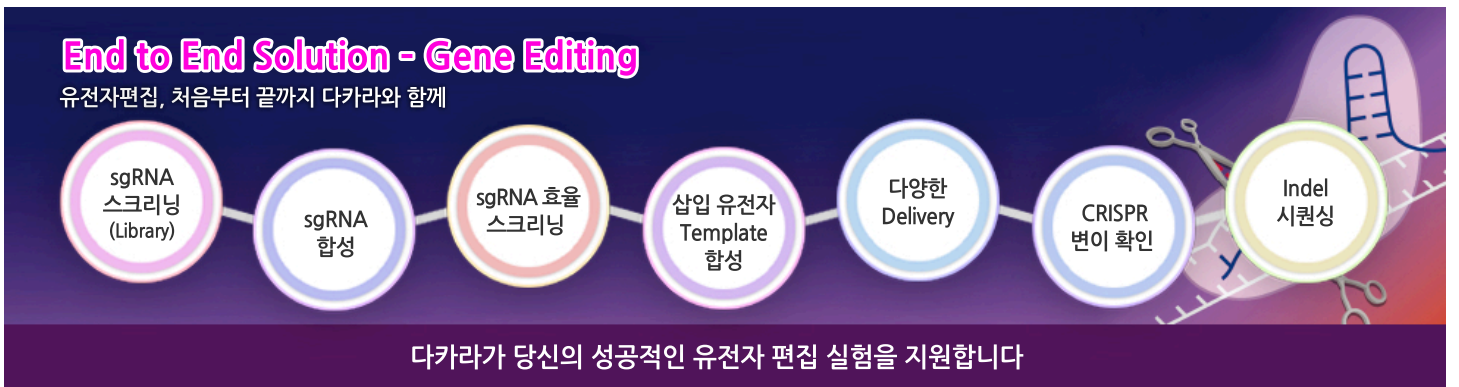 End to End Solution - Gene Editing
유전자편집, 처음부터 끝까지 다카라와 함께
sgRNA
스크리닝
(Library)
sgRNA
합성
sgRNA 효율
스크리닝
삽입 유전자
Template
합성
다양한
Delivery
CRISPR
변이 확인
Indel
시퀀싱
다카라가 당신의 성공적인 유전자 편집 실험을 지원합니다